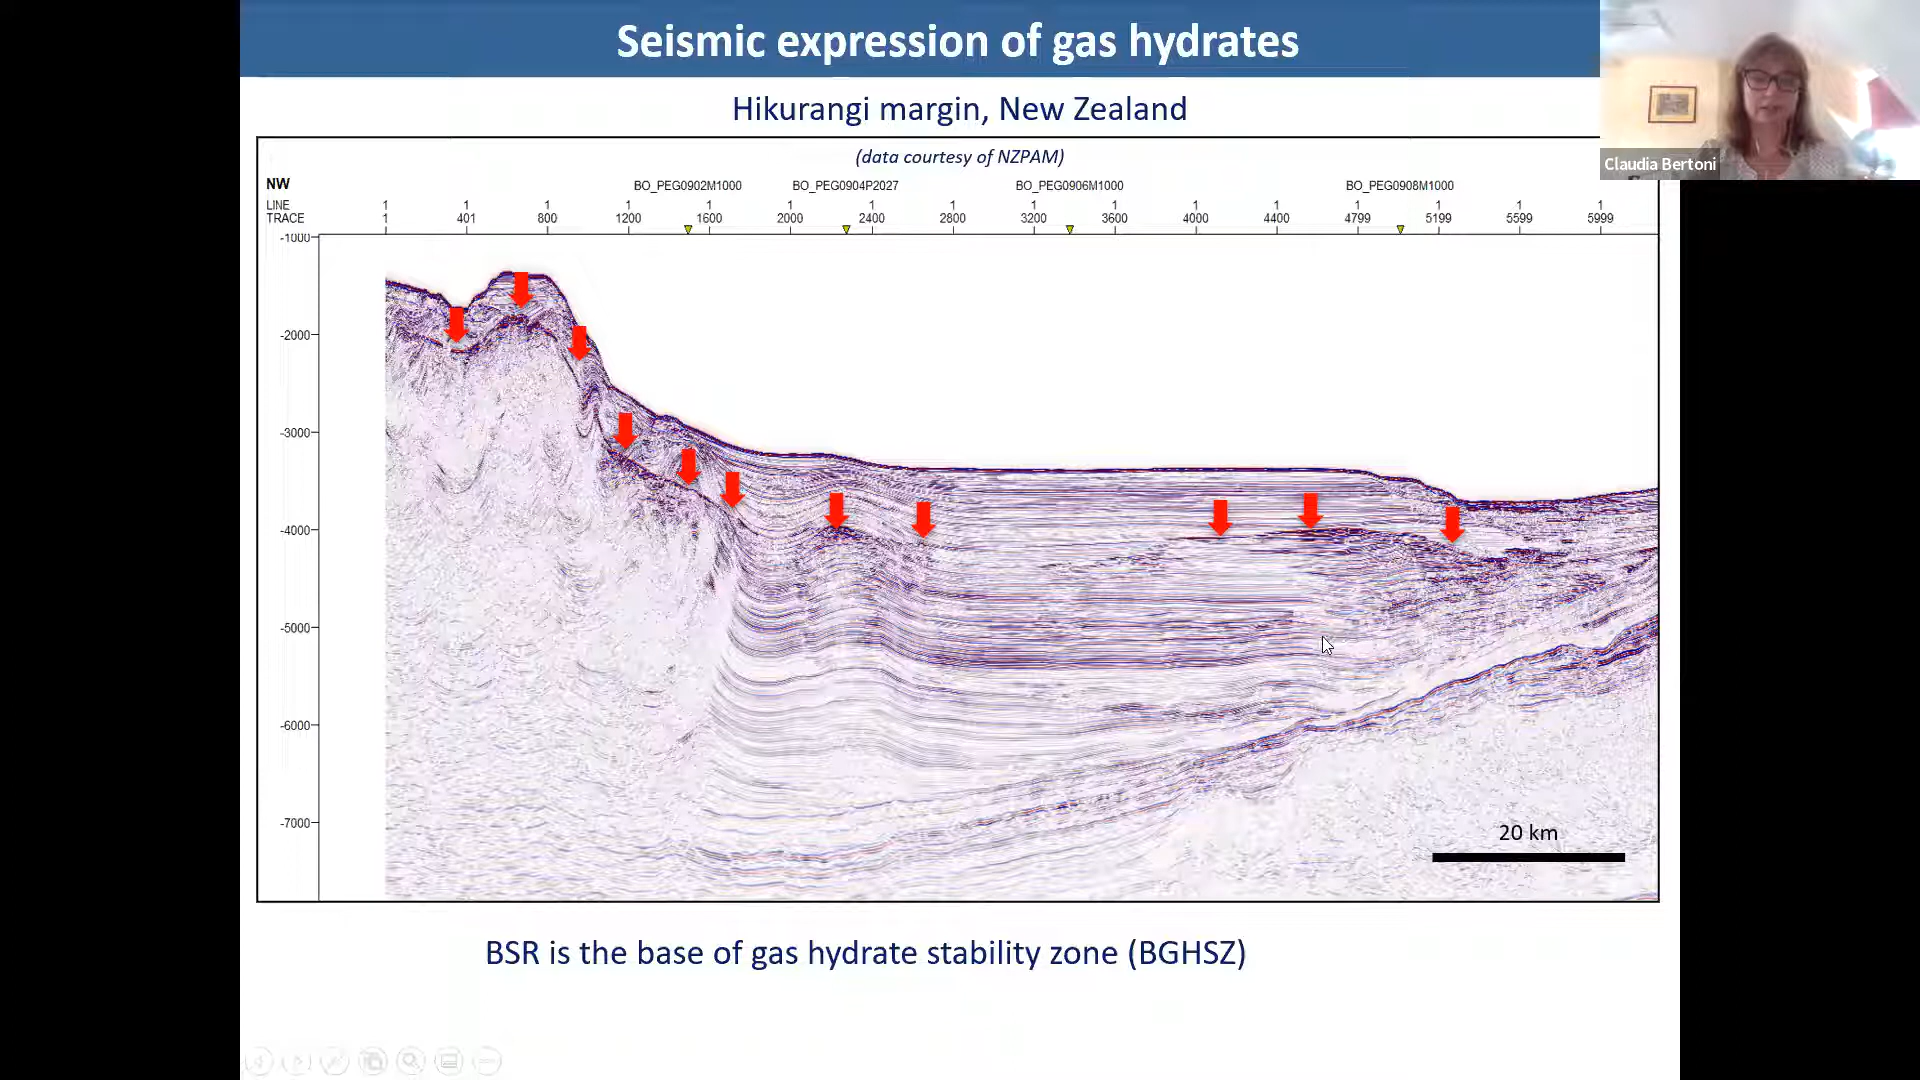 Seismic expression of gas hydrates
Claudia Bertoni
Hikurangi margin, New Zealand
(data courtesy of NZPAM)
NW
BO_PEG0902M1000 BO_PEG0904P2027 BO_PEG0906M1000 BO_PEG0908M1000
LINE 1 1 1 1 1 1 1 1 1 1 1 1 1 1 1 1
TRACE 1 401 800 1200 1600 2000 2400 2800 3200 3600 4000 4400 4799 5199 5599 5999
-1000
-2000
-3000
-4000
-5000
-6000
-7000
20 km
BSR is the base of gas hydrate stability zone (BGHSZ)